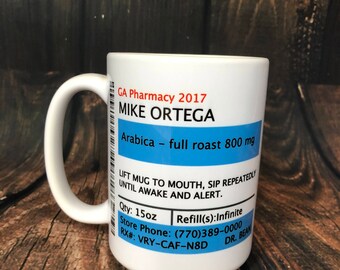 GA Pharmacy 2017
MIKE ORTEGA
Arabica - full roast 800 mg
LIFT MUG TO MOUTH, SIP REPEATEDLY
UNTIL AWAKE AND ALERT.
Qty: 15oz Refill(s):Infinite
Store Phone: (770)389-0000
RX#: VRY-CAF-N8D DR. BEAN